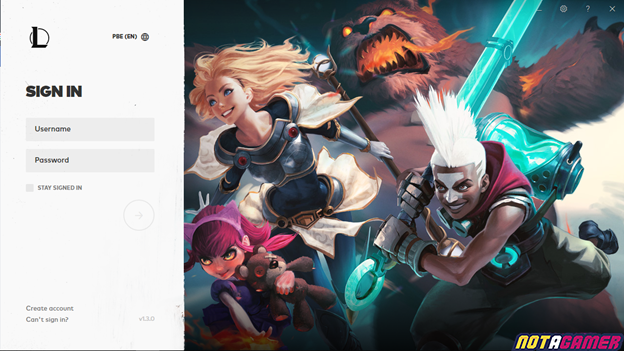 L
PBE (EN)
SIGN IN
Username
Password
STAY SIGNED IN
Create account
Can't sign in?
v1.3.0
?
NOTAGAMER